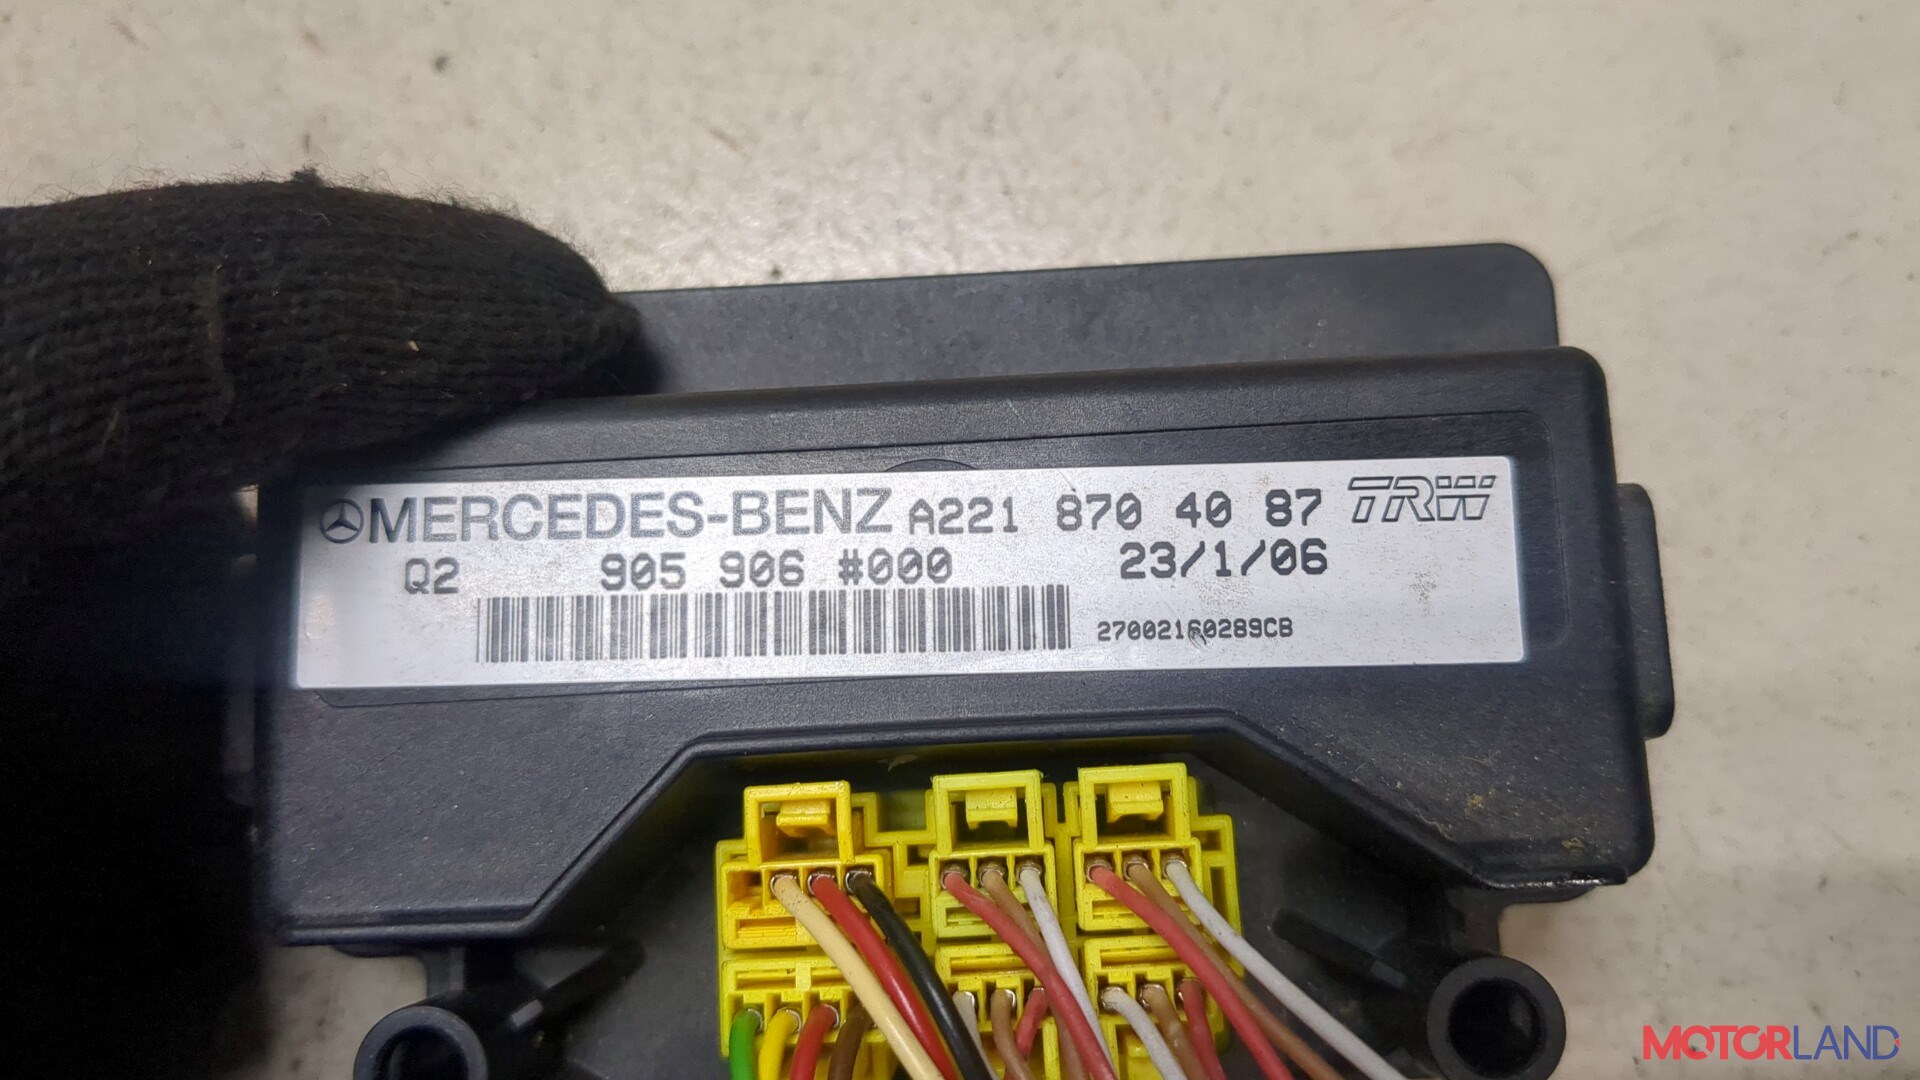 MERCEDES-BENZ A221 870 40 87 TRW
Q2 905 906 #000 23/1/06
27002160289CB
MOTORLAND